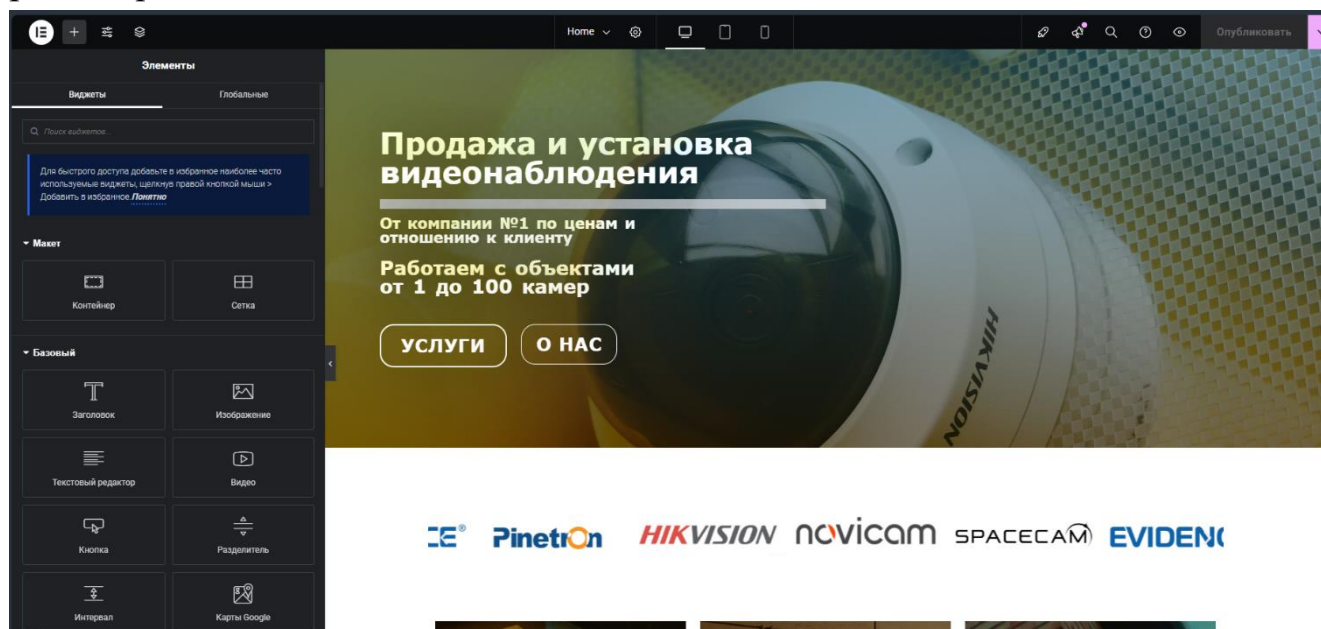 Home
Опубликовать
Элементы
Виджеты
Глобальные
Поиск виджетов...
Для быстрого доступа добавьте в избранное наиболее часто
используемые виджеты, щелкнув правой кнопкой мыши >
Добавить в избранное.Понятно
Макет
Контейнер
Сетка
Базовый
Заголовок
Изображение
Текстовый редактор
Видео
Кнопка
Разделитель
Интервал
Карты Google
Продажа и установка
видеонаблюдения
От компании №1 по ценам и
отношению к клиенту
Работаем с объектами
от 1 до 100 камер
УСЛУГИ
О НАС
HIKVISION
CE®
Pinetron
HIKVISION
novicam
SPACECAM
EVIDENC